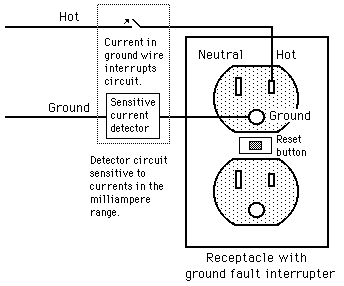 Hot
Current in
ground wire
interrupts
circuit.
Neutral
Hot
Ground
Sensitive
current
detector
Ground
Reset
button
Detector circuit
sensitive to
currents in the
milliampere
range.
Receptacle with
ground fault interrupter